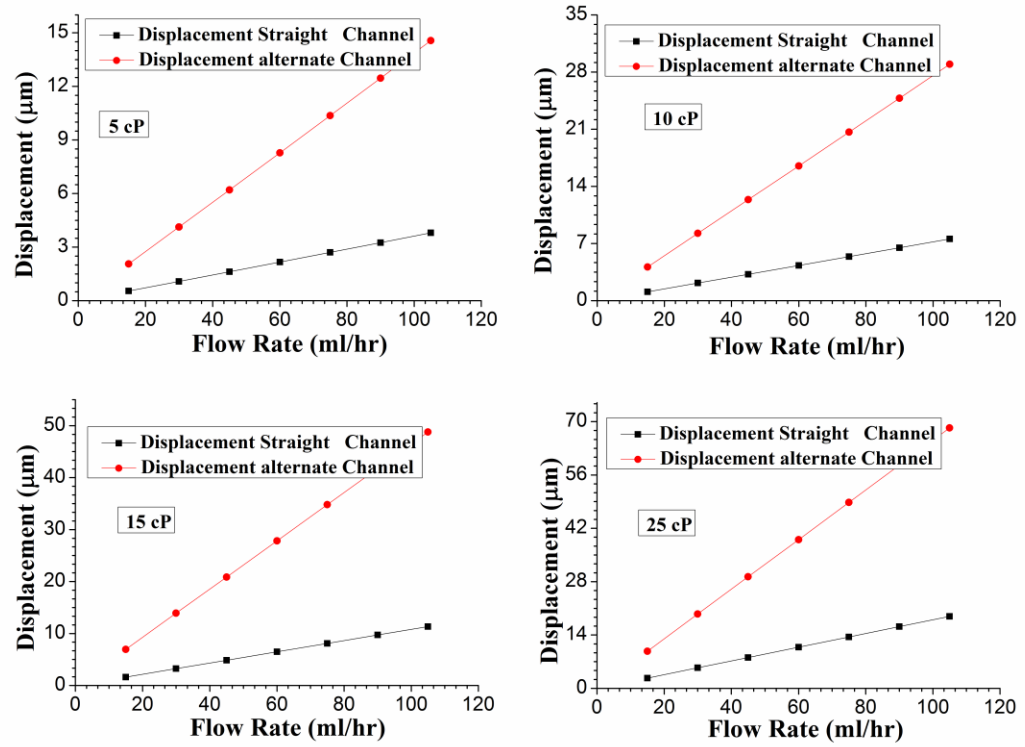 Displacement Straight Channel
Displacement alternate Channel
5 cP
15
12
9
6
3
0
0 20 40 60 80 100 120
Displacement (μm)
Flow Rate (ml/hr)
Displacement Straight Channel
Displacement alternate Channel
10 cP
35
28
21
14
7
0
0 20 40 60 80 100 120
Displacement (μm)
Flow Rate (ml/hr)
Displacement Straight Channel
Displacement alternate Channel
15 cP
50
40
30
20
10
0
0 20 40 60 80 100 120
Displacement (μm)
Flow Rate (ml/hr)
Displacement Straight Channel
Displacement alternate Channel
25 cP
70
56
42
28
14
0
0 20 40 60 80 100 120
Displacement (μm)
Flow Rate (ml/hr)